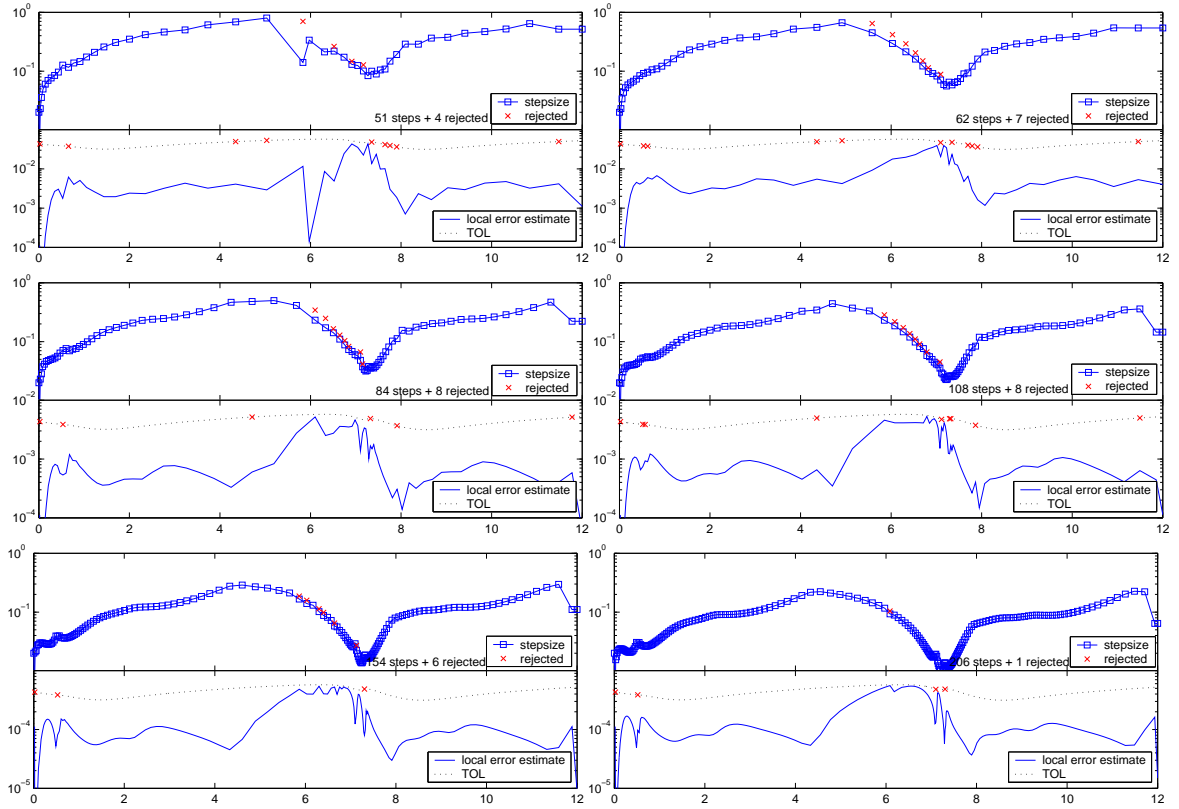 10⁰
10⁻¹
stepsize
rejected
51 steps + 4 rejected
10⁻²
10⁻³
10⁻⁴
local error estimate
TOL
0 2 4 6 8 10 12
10⁰
10⁻¹
stepsize
rejected
62 steps + 7 rejected
10⁻²
10⁻³
10⁻⁴
local error estimate
TOL
0 2 4 6 8 10 12
10⁰
10⁻¹
10⁻²
stepsize
rejected
84 steps + 8 rejected
10⁻³
10⁻⁴
local error estimate
TOL
0 2 4 6 8 10 12
10⁰
10⁻¹
10⁻²
stepsize
rejected
108 steps + 8 rejected
10⁻³
10⁻⁴
local error estimate
TOL
0 2 4 6 8 10 12
10⁰
10⁻¹
stepsize
rejected
154 steps + 6 rejected
10⁻⁴
10⁻⁵
local error estimate
TOL
0 2 4 6 8 10 12
10⁰
10⁻¹
stepsize
rejected
steps + 1 rejected
10⁻⁴
10⁻⁵
local error estimate
TOL
0 2 4 6 8 10 12